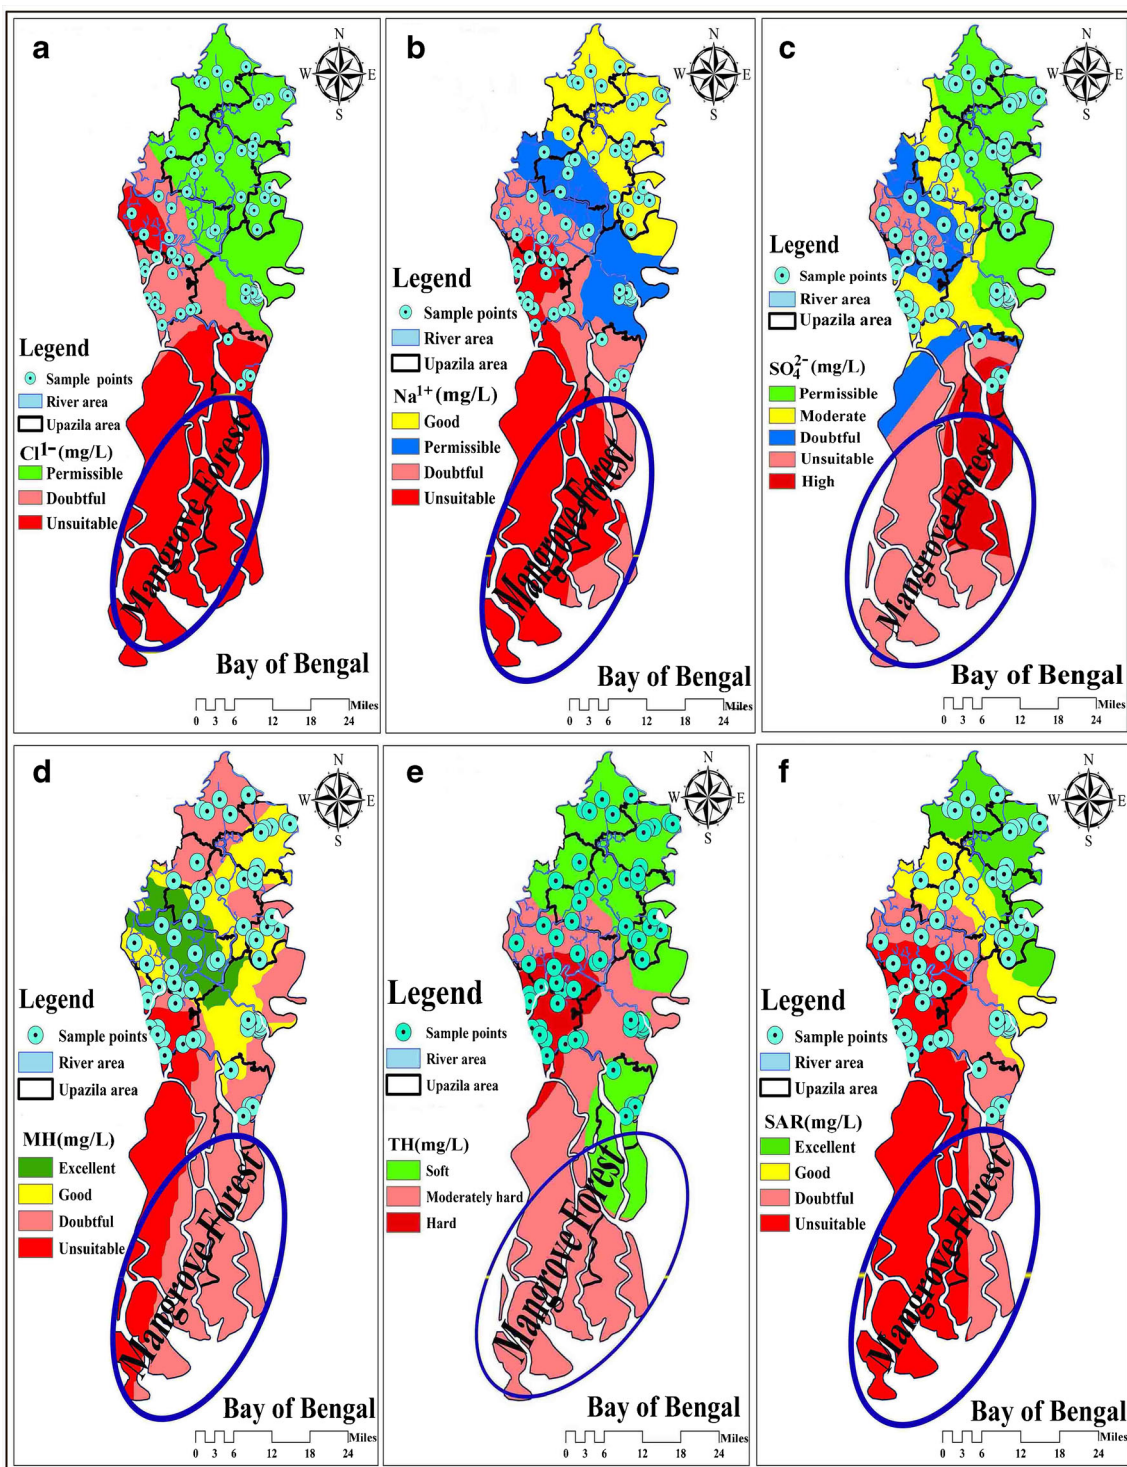 a
N
W E
S
Legend
Sample points
River area
Upazila area
Cl1-(mg/L)
Permissible
Doubtful
Unsuitable
Mangrove Forest
Bay of Bengal
Miles
0 3 6 12 24
b
N
W E
S
Legend
Sample points
River area
Upazila area
Na1+(mg/L)
Good
Permissible
Doubtful
Unsuitable
Mangrove Forest
Bay of Bengal
Miles
0 3 6 12 18 24
c
N
W E
S
Legend
Sample points
River area
Upazila area
SO42-(mg/L)
Permissible
Moderate
Doubtful
Unsuitable
High
Mangrove Forest
Bay of Bengal
Miles
0 3 6 12 18 24
d
N
W E
S
Legend
Sample points
River area
Upazila area
MH(mg/L)
Excellent
Good
Doubtful
Unsuitable
Mangrove Forest
Bay of Bengal
Miles
0 3 6 12 18 24
e
N
W E
S
Legend
Sample points
River area
Upazila area
TH(mg/L)
Soft
Moderately hard
Hard
Mangrove Forest
Bay of Bengal
Miles
0 3 6 12 18 24
f
N
W E
S
Legend
Sample points
River area
Upazila area
SAR(mg/L)
Excellent
Good
Doubtful
Unsuitable
Mangrove Forest
Bay of Bengal
Miles
0 3 6 12 18 24